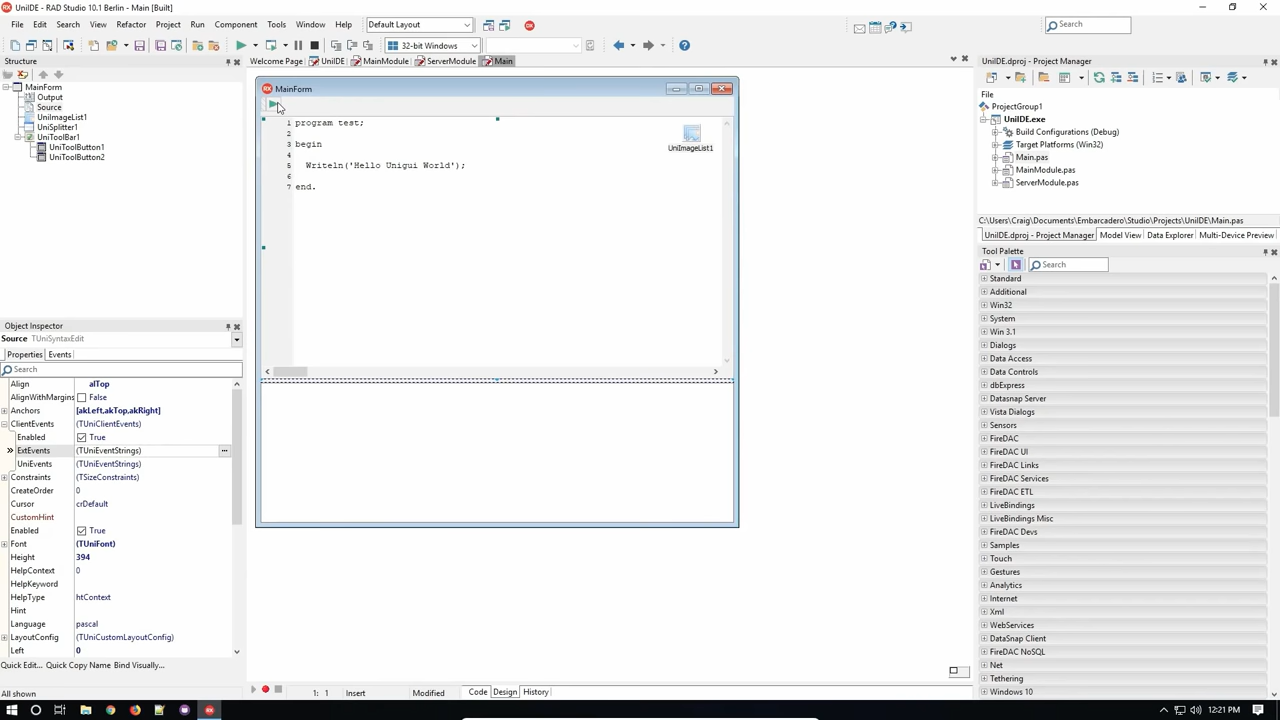 UniIDE - RAD Studio 10.1 Berlin - Main [Built]
File Edit Search View Refactor Project Run Component Tools Window Help Default Layout Search
32-bit Windows
Structure
Welcome Page UniIDE MainModule ServerModule Main
MainForm
Output
Source
UniImageList1
UniSplitter1
UniToolBar1
UniToolButton1
UniToolButton2
Object Inspector
Source TUniSyntaxEdit
Properties Events
Search
Align alTop
AlignWithMargins False
Anchors [akLeft,akTop,akRight]
ClientEvents (TUniClientEvents)
Enabled True
ExtEvents (TUniEventStrings)
UniEvents (TUniEventStrings)
Constraints (TSizeConstraints)
CreateOrder 0
Cursor crDefault
CustomHint
Enabled True
Font (TUniFont)
Height 394
HelpContext 0
HelpKeyword
HelpType htContext
Hint
Language pascal
LayoutConfig (TUniCustomLayoutConfig)
Left 0
Quick Edit... Quick Copy Name Bind Visually...
All shown
MainForm
1 program test;
2
3 begin
4
5 Writeln('Hello Unigui World');
6
7 end.
UniImageList1
1: 1 Insert Modified Code Design History
UniIDE.dproj - Project Manager
File
ProjectGroup1
UniIDE.exe
Build Configurations (Debug)
Target Platforms (Win32)
Main.pas
MainModule.pas
ServerModule.pas
C:\Users\Craig\Documents\Embarcadero\Studio\Projects\UniIDE\Main.pas
UniIDE.dproj - Project Manager Model View Data Explorer Multi-Device Preview
Tool Palette
Search
Standard
Additional
Win32
System
Win 3.1
Dialogs
Data Access
Data Controls
dbExpress
Datasnap Server
Vista Dialogs
Sensors
FireDAC
FireDAC UI
FireDAC Links
FireDAC Services
FireDAC ETL
LiveBindings
LiveBindings Misc
FireDAC Devs
Samples
Touch
Gestures
Analytics
Internet
Xml
WebServices
DataSnap Client
FireDAC NoSQL
Net
Tethering
Windows 10
12:21 PM